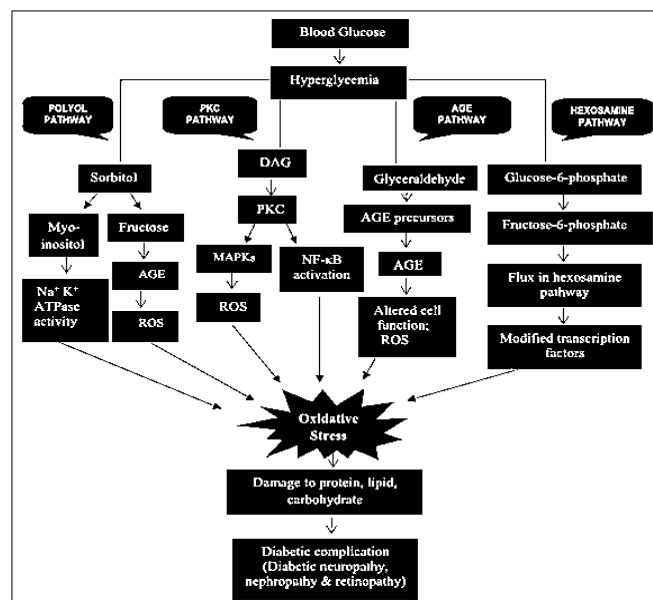 Blood Glucose
Hyperglycemia
POLYOL
PATHWAY
PKC
PATHWAY
AGE
PATHWAY
HEXOSAMINE
PATHWAY
Sorbitol
DAG
Glyceraldehyde
Glucose-6-phosphate
Myo-
inositol
Fructose
PKC
AGE precursors
Fructose-6-phosphate
Na⁺ K⁺
ATPase
activity
AGE
ROS
MAPKs
ROS
NF-κB
activation
AGE
Altered cell
function;
ROS
Flux in hexosamine
pathway
Modified transcription
factors
Oxidative
Stress
Damage to protein, lipid,
carbohydrate
Diabetic complication
(Diabetic neuropathy,
nephropathy & retinopathy)